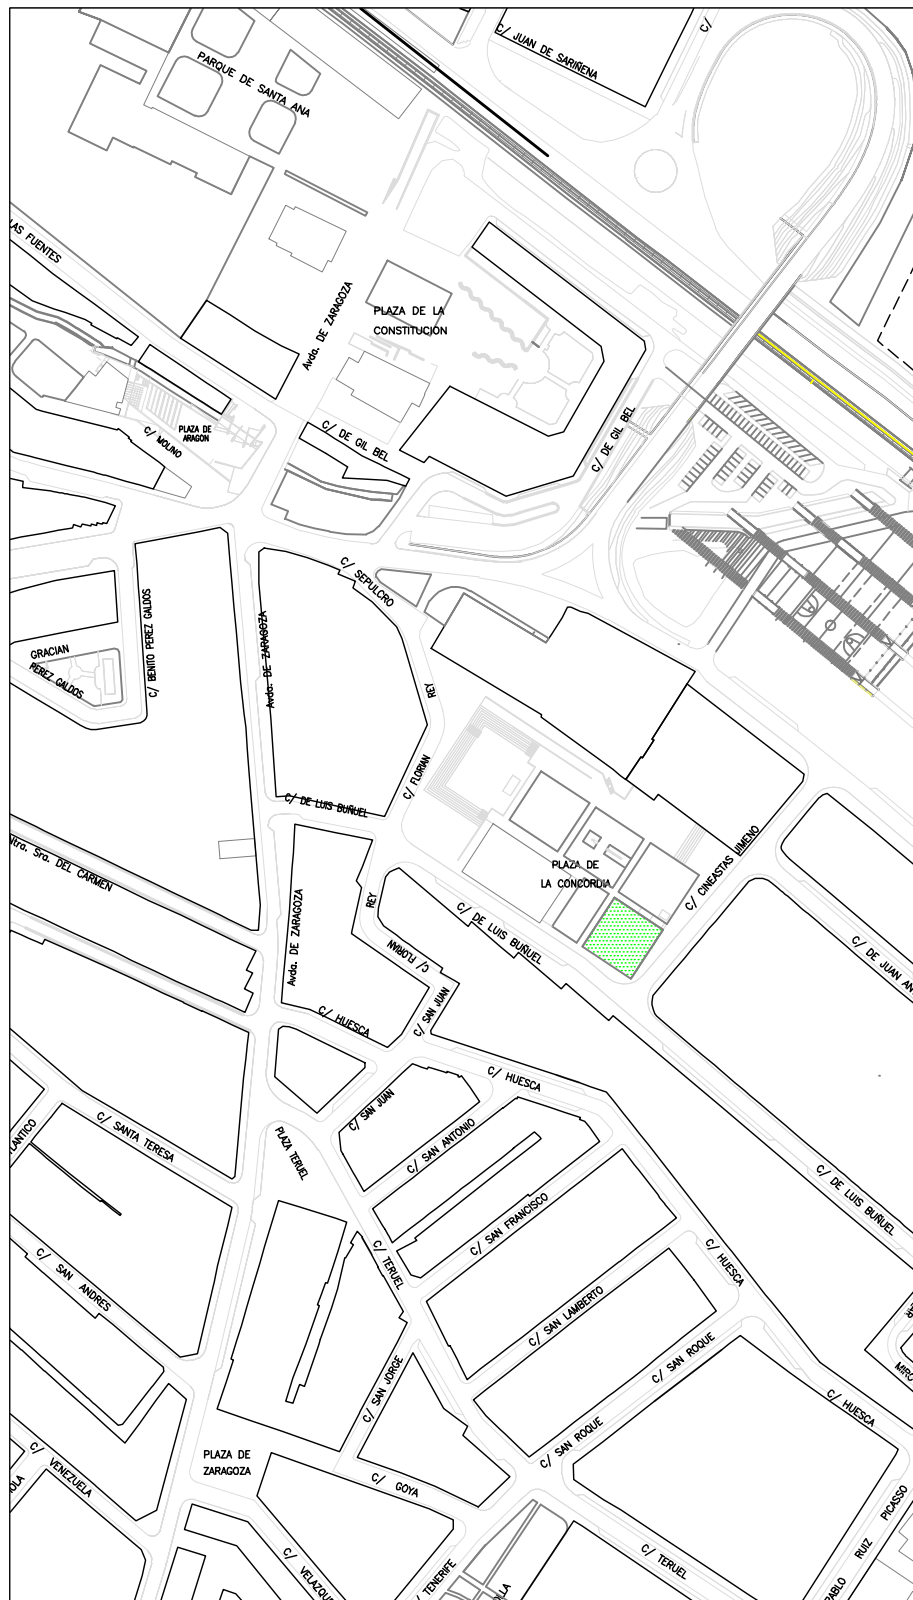 C/ JUAN DE SARIÑENA
C/
PARQUE DE SANTA ANA
LAS FUENTES
Avda. DE ZARAGOZA
PLAZA DE LA
CONSTITUCIÓN
C/ DE GIL BEL
C/ DE GIL BEL
PLAZA DE
ARAGON
C/ MOLINO
C/ SEPULCRO
C/ BENITO PEREZ GALDOS
Avda. DE ZARAGOZA
GRACIAN
PEREZ GALDOS
REY
C/ FLORIAN
C/ DE LUIS BUÑUEL
Ntra. Sra. DEL CARMEN
PLAZA DE
LA CONCORDIA
C/ CINEASTAS JIMENO
REY
C/ FLORIAN
Avda. DE ZARAGOZA
C/ DE LUIS BUÑUEL
C/ DE JUAN AN
C/ SAN JUAN
C/ HUESCA
C/ HUESCA
C/ SAN JUAN
C/ SAN ANTONIO
C/ SANTA TERESA
PLAZA TERUEL
C/ DE LUIS BUÑUEL
C/ SAN FRANCISCO
C/ TERUEL
C/ HUESCA
C/ SAN ANDRES
C/ SAN LAMBERTO
C/ SAN ROQUE
C/ SAN JORGE
C/ HUESCA
C/ SAN ROQUE
PLAZA DE
ZARAGOZA
C/ VENEZUELA
C/ GOYA
PABLO RUIZ PICASSO
C/ TERUEL
C/ VELAZQU
C/ TENERIFE